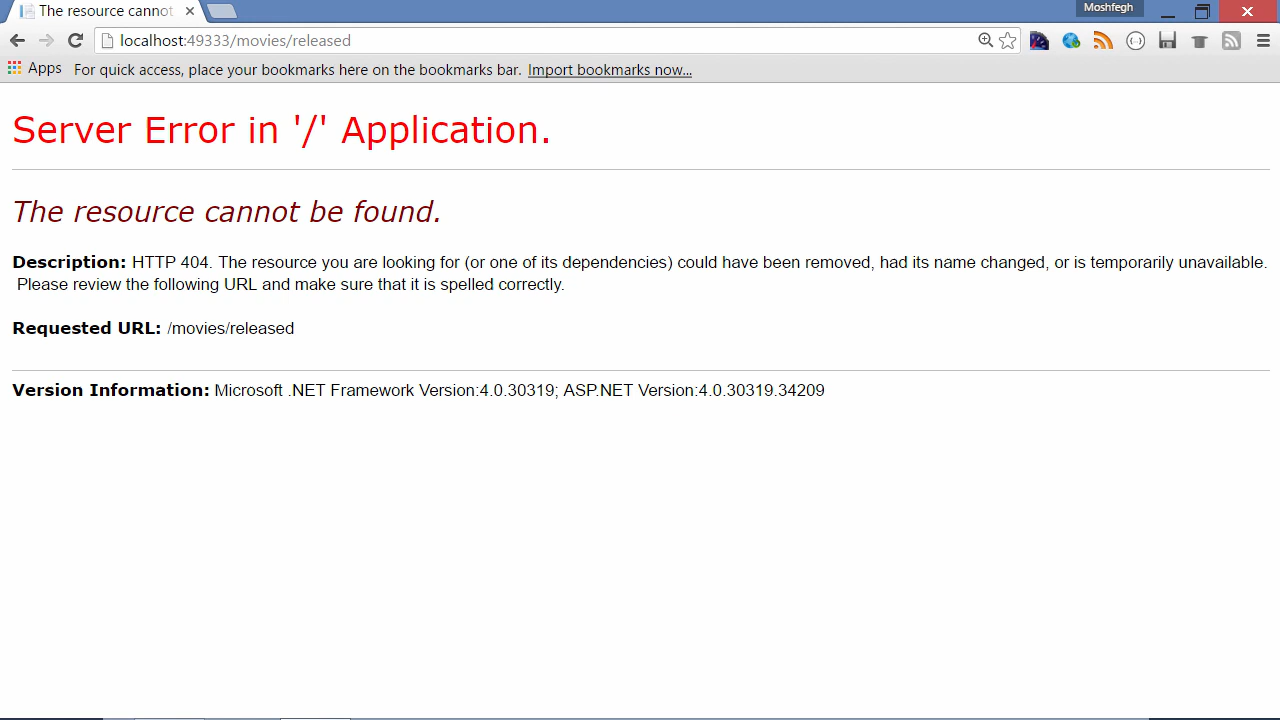 The resource cannot
Moshfegh
localhost:49333/movies/released
Apps For quick access, place your bookmarks here on the bookmarks bar. Import bookmarks now...
Server Error in '/' Application.
The resource cannot be found.
Description: HTTP 404. The resource you are looking for (or one of its dependencies) could have been removed, had its name changed, or is temporarily unavailable.
Please review the following URL and make sure that it is spelled correctly.
Requested URL: /movies/released
Version Information: Microsoft .NET Framework Version:4.0.30319; ASP.NET Version:4.0.30319.34209